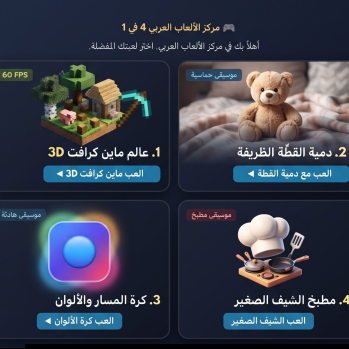 🎮 مركز الألعاب العربي 4 في 1
أهلاً بك في مركز الألعاب العربي. اختر لعبتك المفضلة.
60 FPS
1. عالم ماين كرافت 3D
العب ماين كرافت 3D ◄
موسيقى حماسية
2. دمية القطة الظريفة
العب مع دمية القطة ◄
موسيقى هادئة
3. كرة المسار والألوان
العب كرة الألوان ◄
موسيقى مطبخ
4. مطبخ الشيف الصغير
العب الشيف الصغير